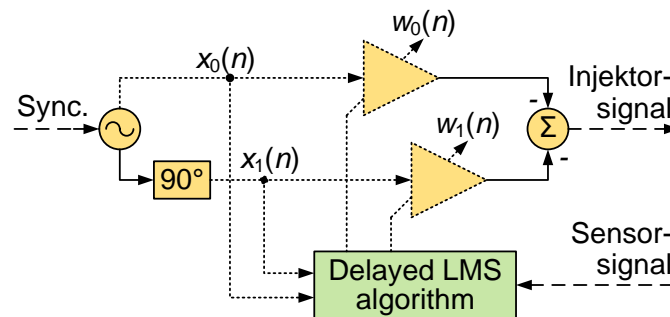 w₀(n)
x₀(n)
Injektor-
signal
Sync.
-
Σ
w₁(n)
-
x₁(n)
90°
Sensor-
signal
Delayed LMS
algorithm